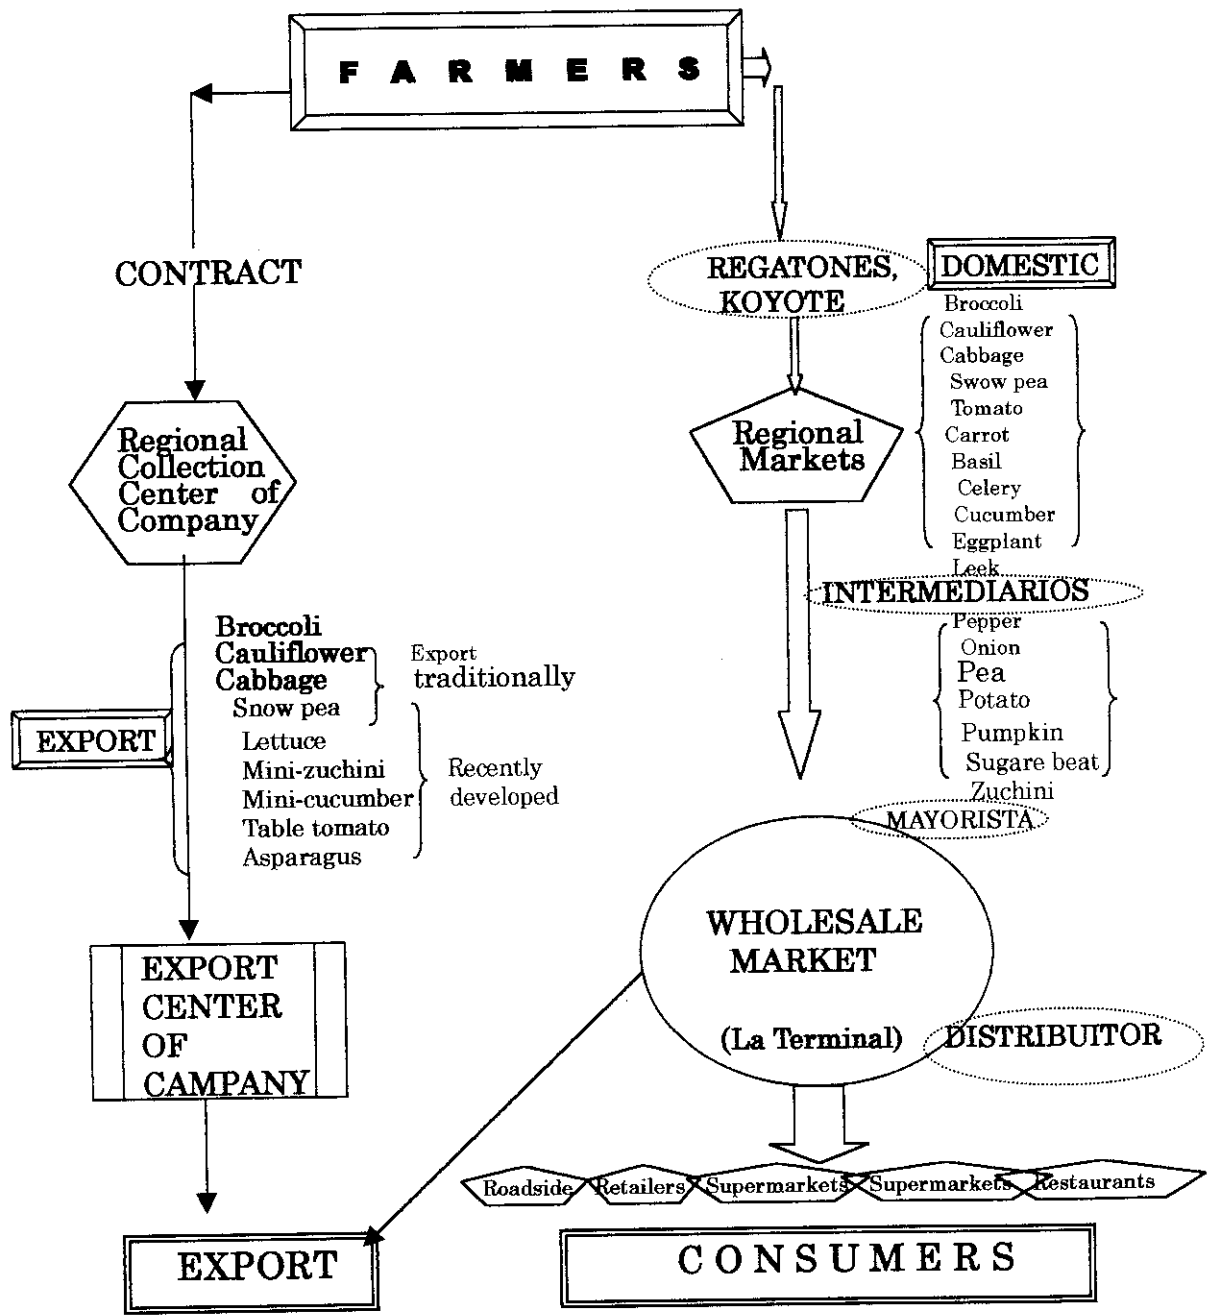 FARMERS
CONTRACT
REGATONES,
KOYOTE
DOMESTIC
Broccoli
Cauliflower
Cabbage
Swow pea
Tomato
Carrot
Basil
Celery
Cucumber
Eggplant
Leek
Regional
Markets
Regional
Collection
Center of
Company
INTERMEDIARIOS
Pepper
Onion
Pea
Potato
Pumpkin
Sugare beat
Zuchini
Broccoli
Cauliflower
Cabbage
Snow pea
Export
traditionally
EXPORT
Lettuce
Mini-zuchini
Mini-cucumber
Table tomato
Asparagus
Recently
developed
MAYORISTA
WHOLESALE
MARKET
(La Terminal)
DISTRIBUITOR
EXPORT
CENTER
OF
CAMPANY
Roadside
Retailers
Supermarkets
Supermarkets
Restaurants
EXPORT
CONSUMERS